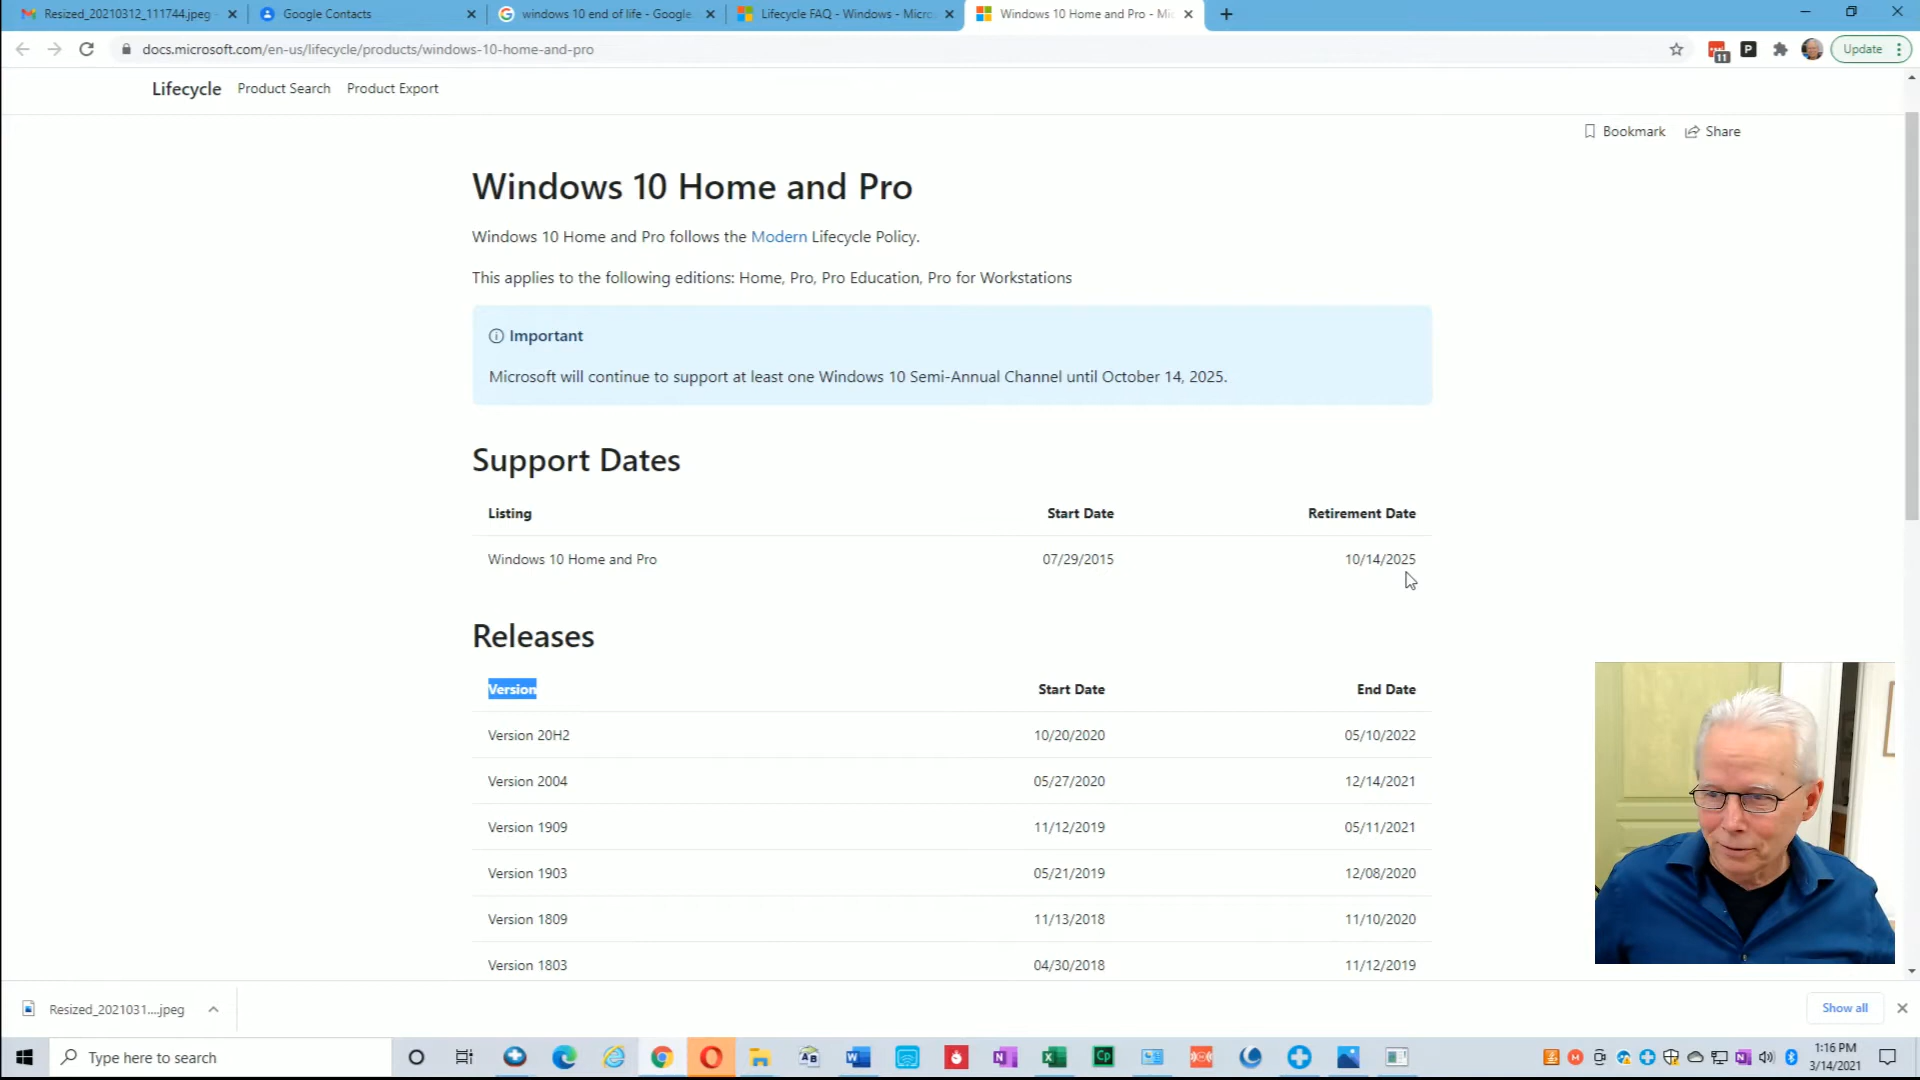 Resized_20210312_111744.jpeg -
Google Contacts
windows 10 end of life - Google
Lifecycle FAQ - Windows - Micro
Windows 10 Home and Pro - Mi
docs.microsoft.com/en-us/lifecycle/products/windows-10-home-and-pro
11
P
Update
Lifecycle
Product Search
Product Export
Bookmark
Share
Windows 10 Home and Pro
Windows 10 Home and Pro follows the Modern Lifecycle Policy.
This applies to the following editions: Home, Pro, Pro Education, Pro for Workstations
Important
Microsoft will continue to support at least one Windows 10 Semi-Annual Channel until October 14, 2025.
Support Dates
Listing Start Date Retirement Date
Windows 10 Home and Pro 07/29/2015 10/14/2025
Releases
Version Start Date End Date
Version 20H2 10/20/2020 05/10/2022
Version 2004 05/27/2020 12/14/2021
Version 1909 11/12/2019 05/11/2021
Version 1903 05/21/2019 12/08/2020
Version 1809 11/13/2018 11/10/2020
Version 1803 04/30/2018 11/12/2019
Resized_2021031....jpeg
Show all
Type here to search
1:16 PM
3/14/2021